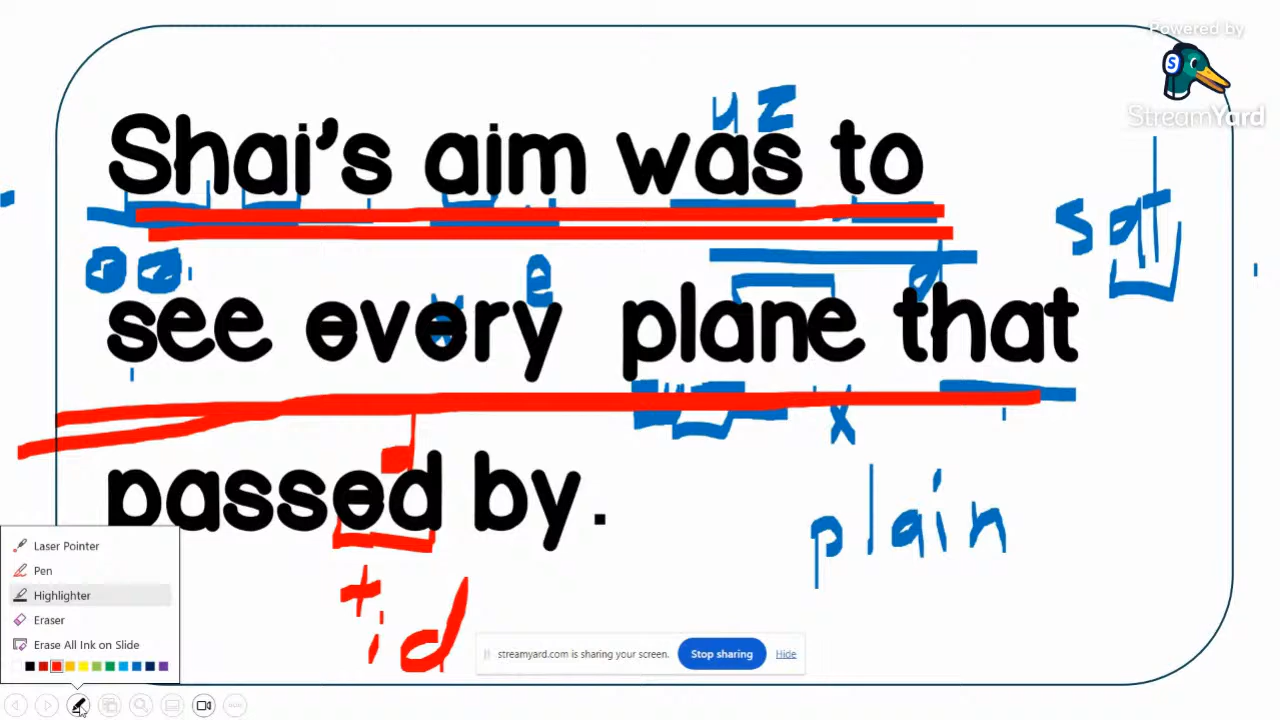 Powered by
StreamYard
uz
Shai's aim was to
sat
e
see every plane that
x
passed by.
plain
t
id
Laser Pointer
Pen
Highlighter
Eraser
Erase All Ink on Slide
streamyard.com is sharing your screen. Stop sharing Hide